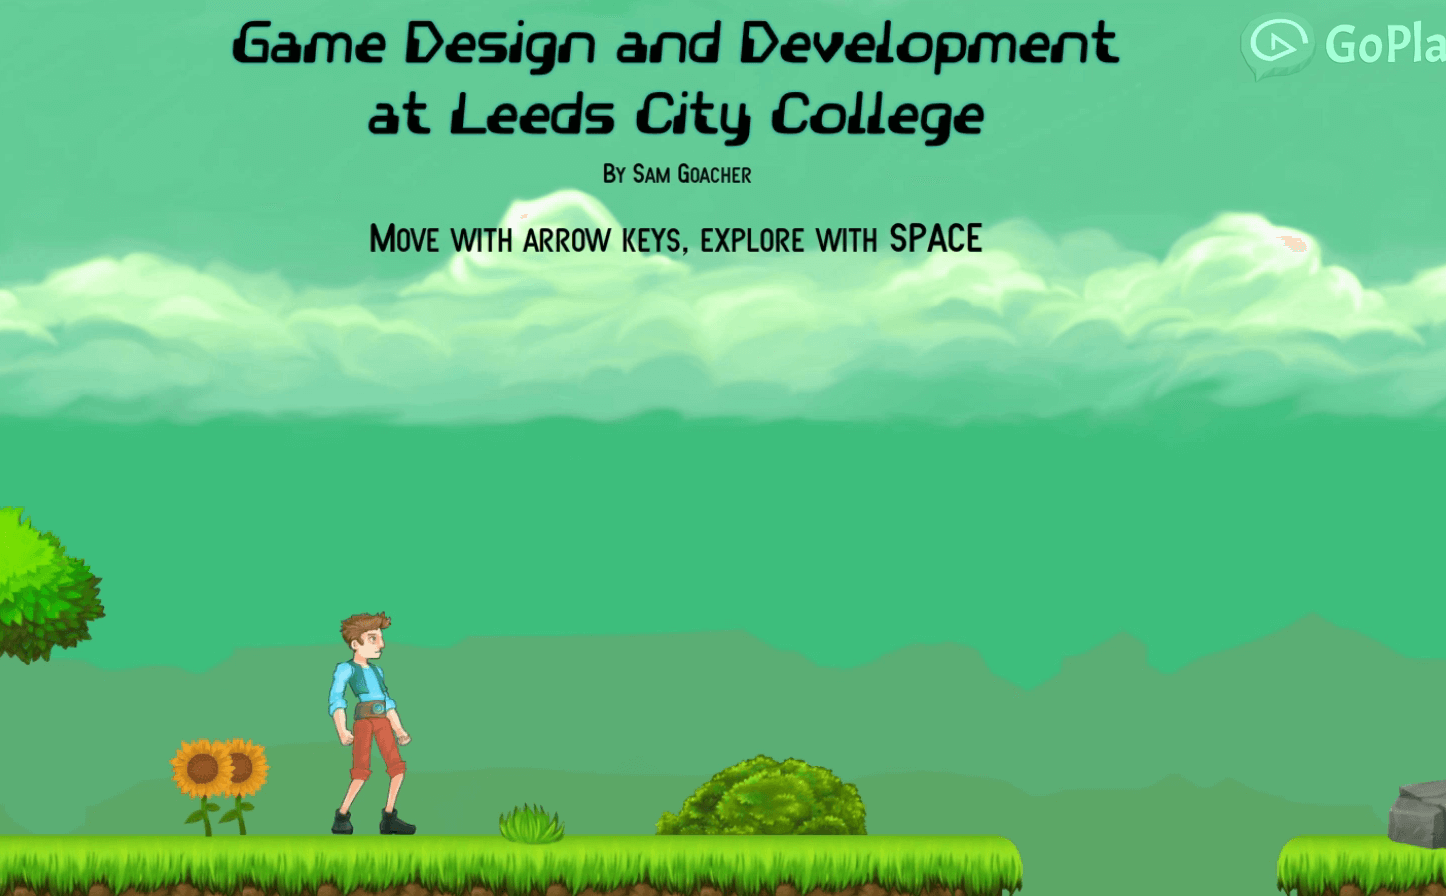 Game Design and Development
at Leeds City College
By Sam Goacher
Move with arrow keys, explore with SPACE
GoPla